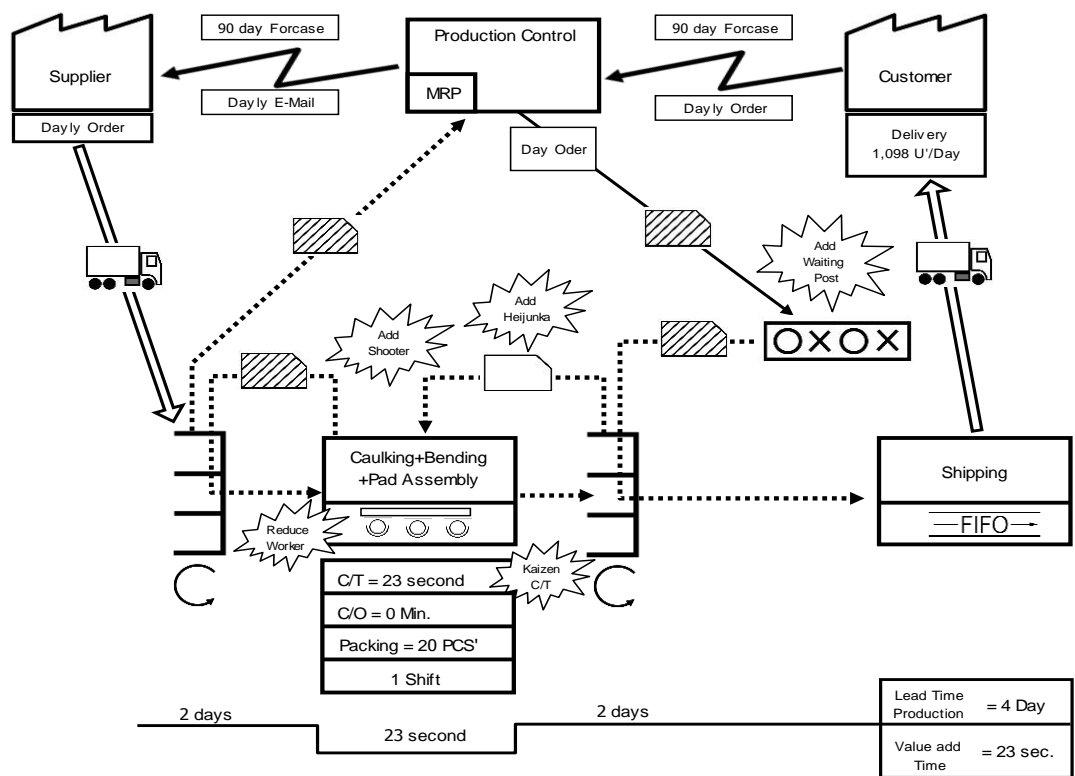 90 day Forcase
Production Control
90 day Forcase
Supplier
Customer
MRP
Dayly E-Mail
Dayly Order
Dayly Order
Day Oder
Delivery
1,098 U'/Day
Add
Waiting
Post
Add
Heijunka
Add
Shooter
Caulking+Bending
+Pad Assembly
Shipping
Reduce
Worker
FIFO
Kaizen
C/T
C/T = 23 second
C/O = 0 Min.
Packing = 20 PCS'
1 Shift
2 days
23 second
2 days
Lead Time
Production = 4 Day
Value add
Time = 23 sec.